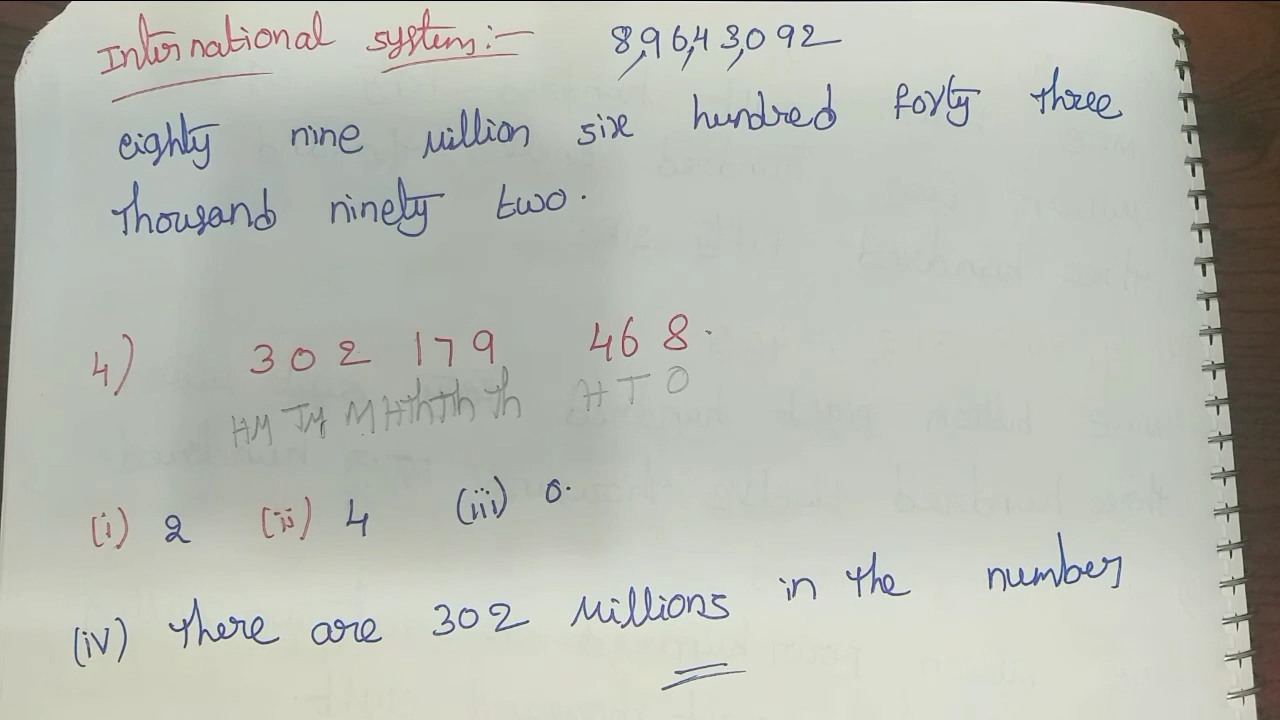 International system:- 8,96,43,092
eighty nine million six hundred forty three
thousand ninety two.
4) 302 179 468.
HM TM M HTh TTh Th H T O
(i) 2 (ii) 4 (iii) 0.
(iv) There are 302 Millions in the number